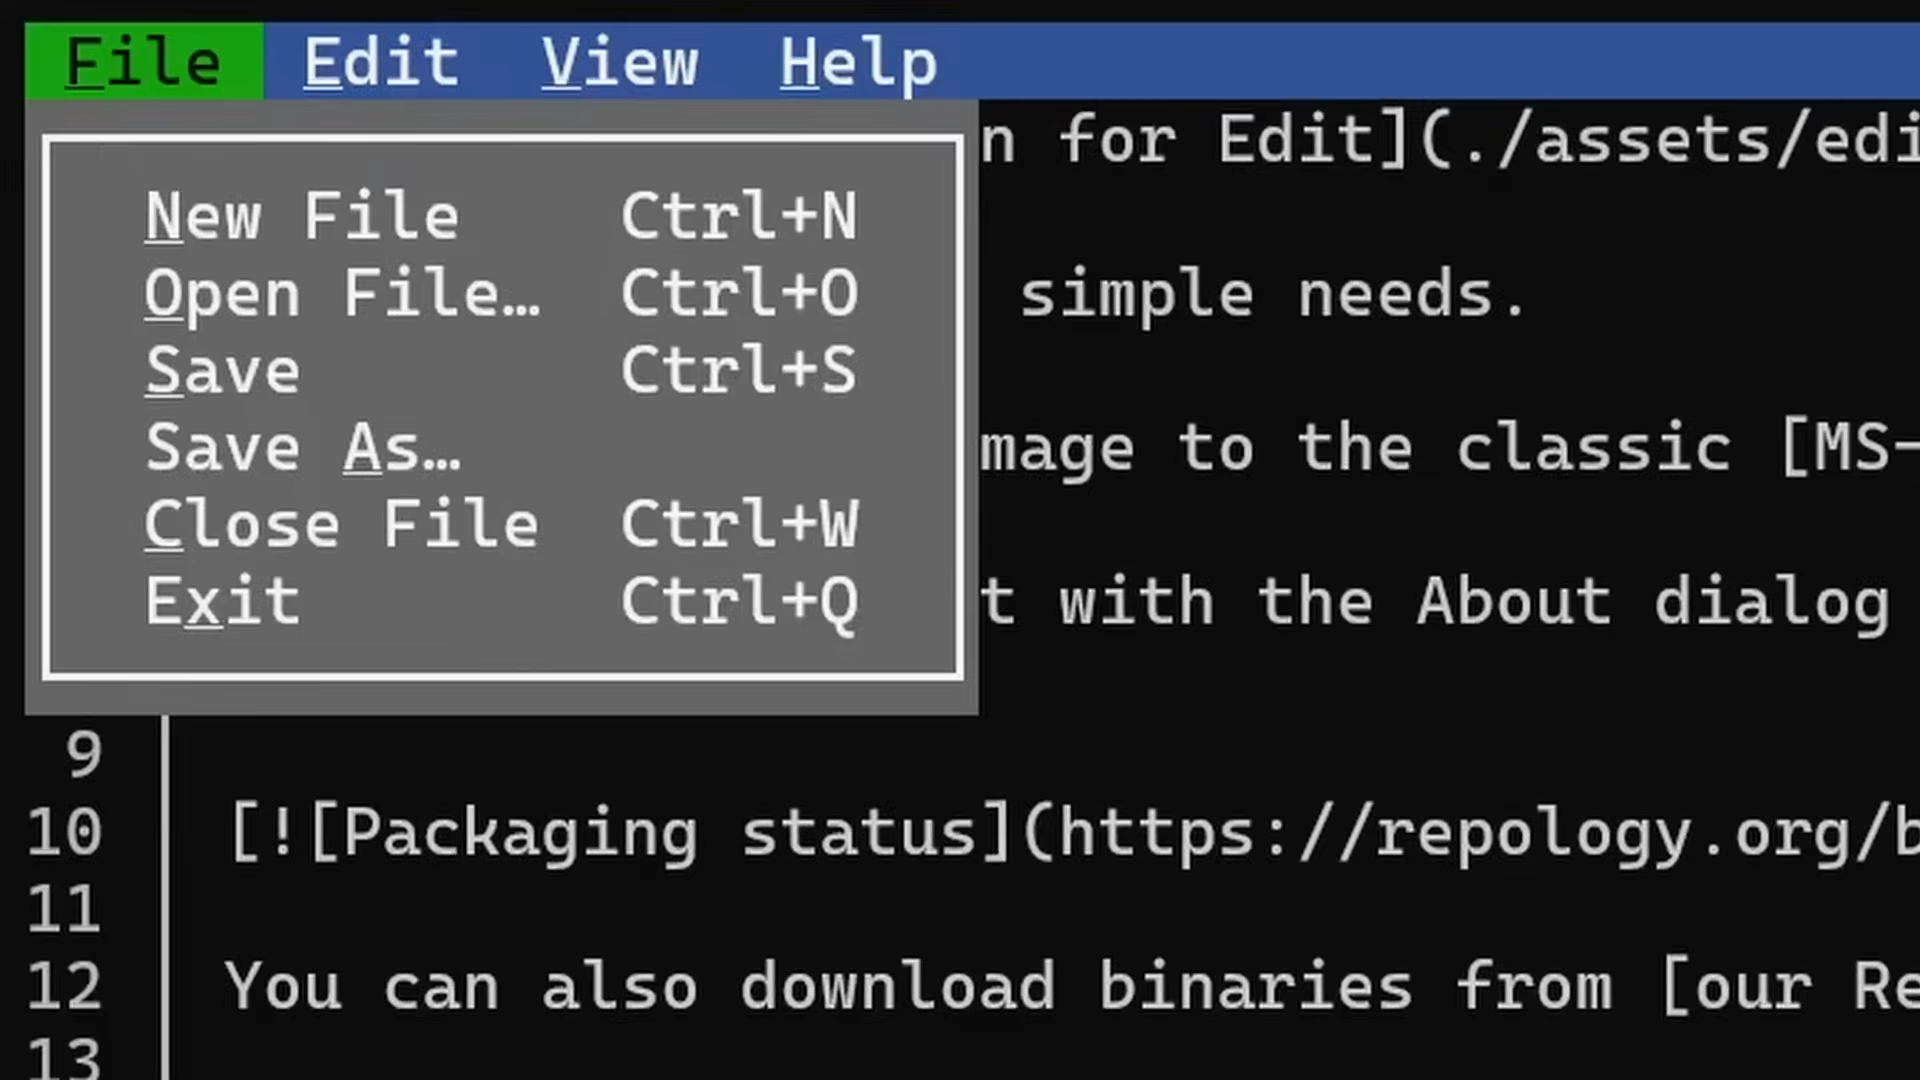 File Edit View Help
n for Edit](./assets/edi
New File Ctrl+N
Open File… Ctrl+O
simple needs.
Save Ctrl+S
Save As…
mage to the classic [MS-
Close File Ctrl+W
Exit Ctrl+Q
t with the About dialog
9
10 [![Packaging status](https://repology.org/b
11
12 You can also download binaries from [our Re
13